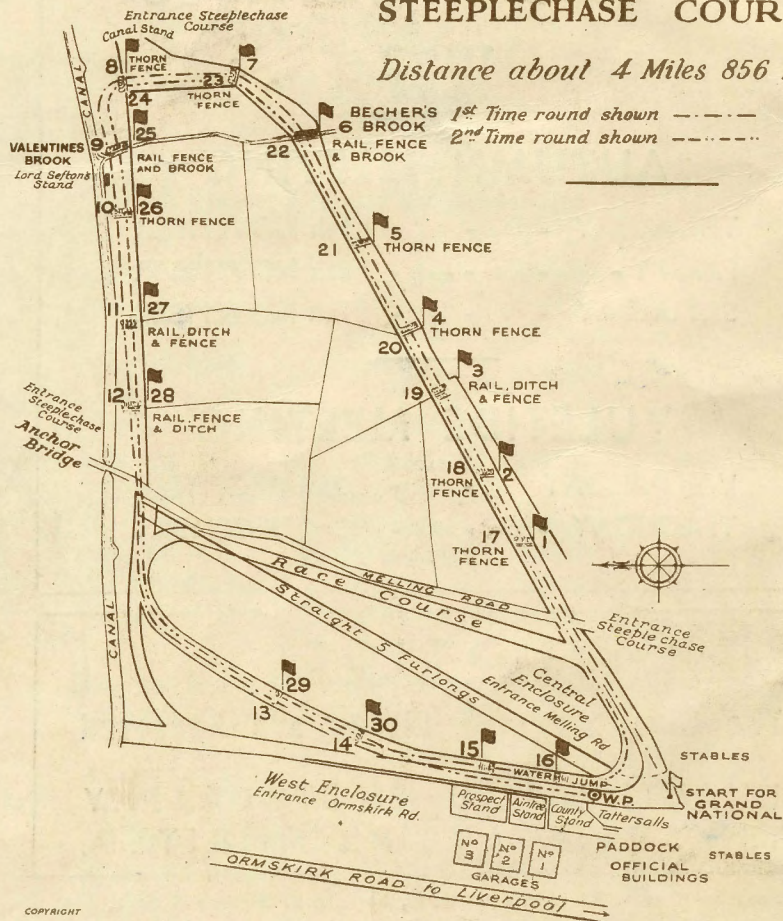 STEEPLECHASE COUR
Distance about 4 Miles 856
1st Time round shown
2nd Time round shown
Entrance Steeplechase
Course
Canal Stand
CANAL
8
THORN
FENCE
24
23
7
THORN
FENCE
BECHER'S
6 BROOK
22
RAIL, FENCE
& BROOK
VALENTINES
BROOK
Lord Sefton's
Stand
9
25
RAIL FENCE
AND BROOK
10
26
THORN FENCE
5
21
THORN FENCE
11
27
RAIL, DITCH
& FENCE
4
20
THORN FENCE
3
19
RAIL, DITCH
& FENCE
12
28
RAIL, FENCE
& DITCH
Entrance
Steeplechase
Course
Anchor
Bridge
2
18
THORN
FENCE
1
17
THORN
FENCE
CANAL
Race Course
MELLING ROAD
Straight 5 Furlongs
Entrance
Steeplechase
Course
Central
Enclosure
Entrance Melling Rd
29
13
30
14
15
16
WATER JUMP
W.P.
STABLES
START FOR
GRAND
NATIONAL
West Enclosure
Entrance Ormskirk Rd.
Prospect
Stand
Aintree
Stand
County
Stand
Tattersalls
No 3
No 2
No 1
GARAGES
PADDOCK
OFFICIAL
BUILDINGS
STABLES
ORMSKIRK ROAD to Liverpool
COPYRIGHT